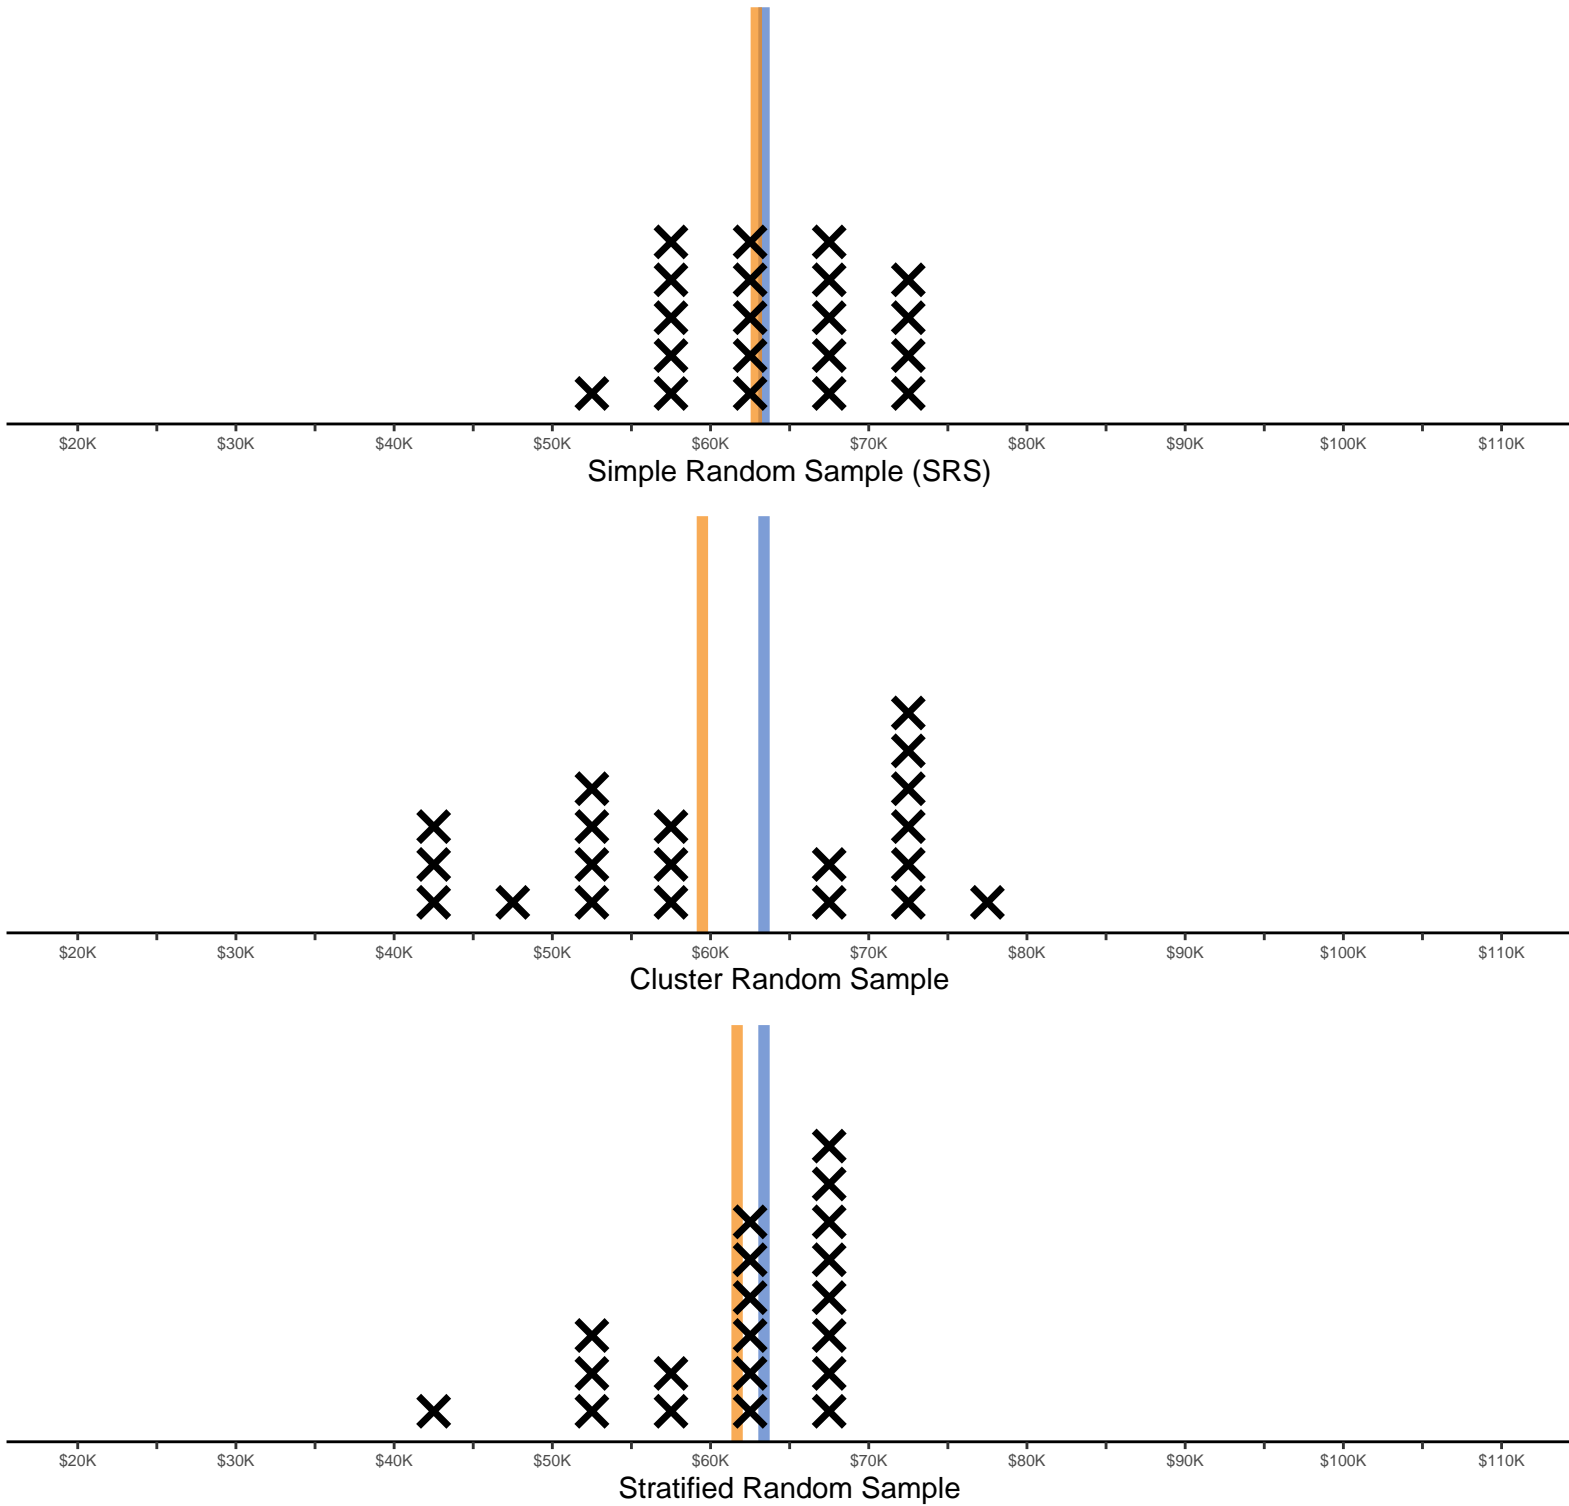 $20K $30K $40K $50K $60K $70K $80K $90K $100K $110K
Simple Random Sample (SRS)
$20K $30K $40K $50K $60K $70K $80K $90K $100K $110K
Cluster Random Sample
$20K $30K $40K $50K $60K $70K $80K $90K $100K $110K
Stratified Random Sample